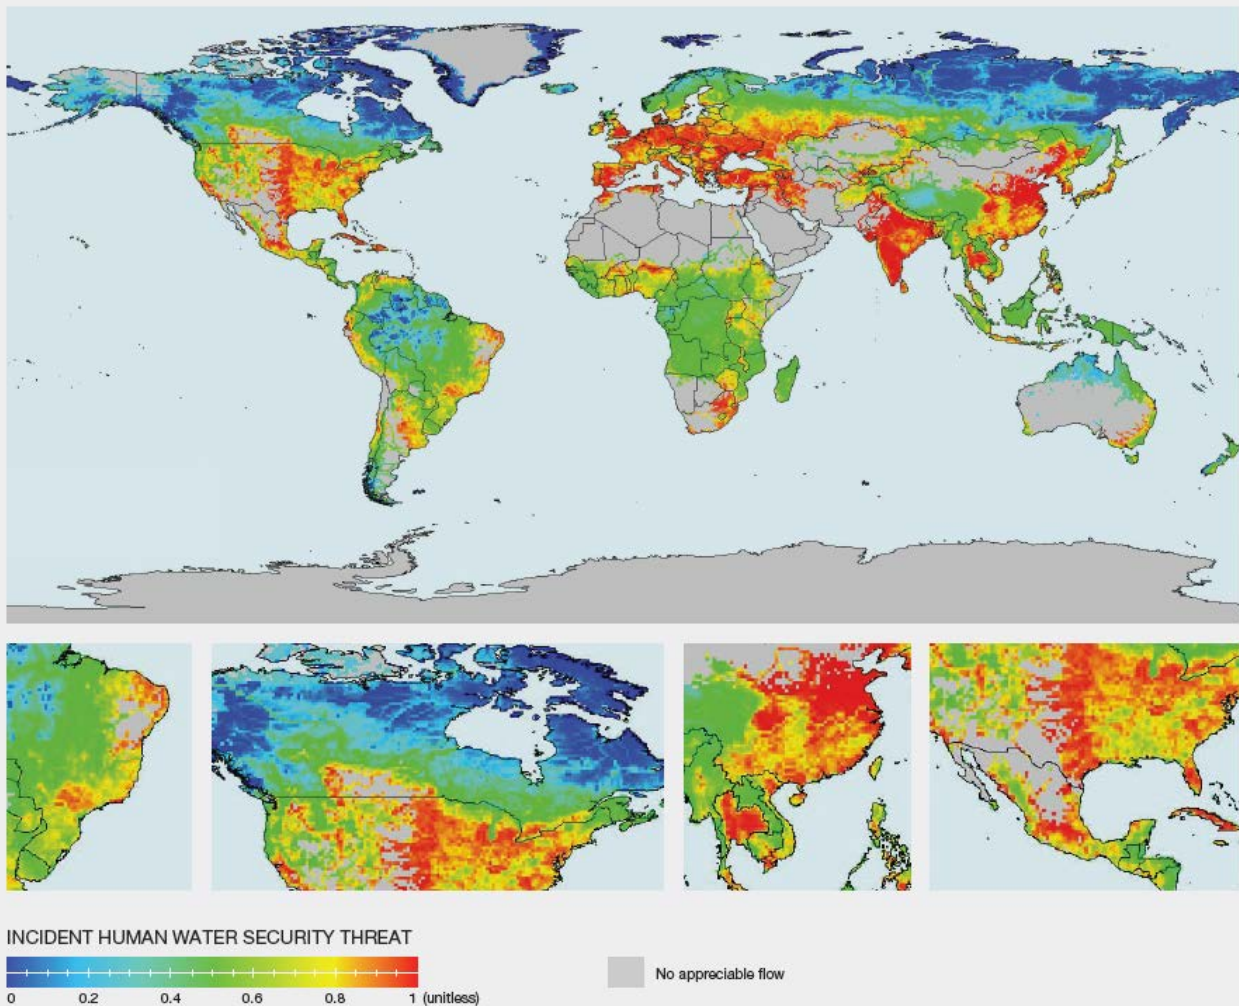 INCIDENT HUMAN WATER SECURITY THREAT
0 0.2 0.4 0.6 0.8 1 (unitless)
No appreciable flow